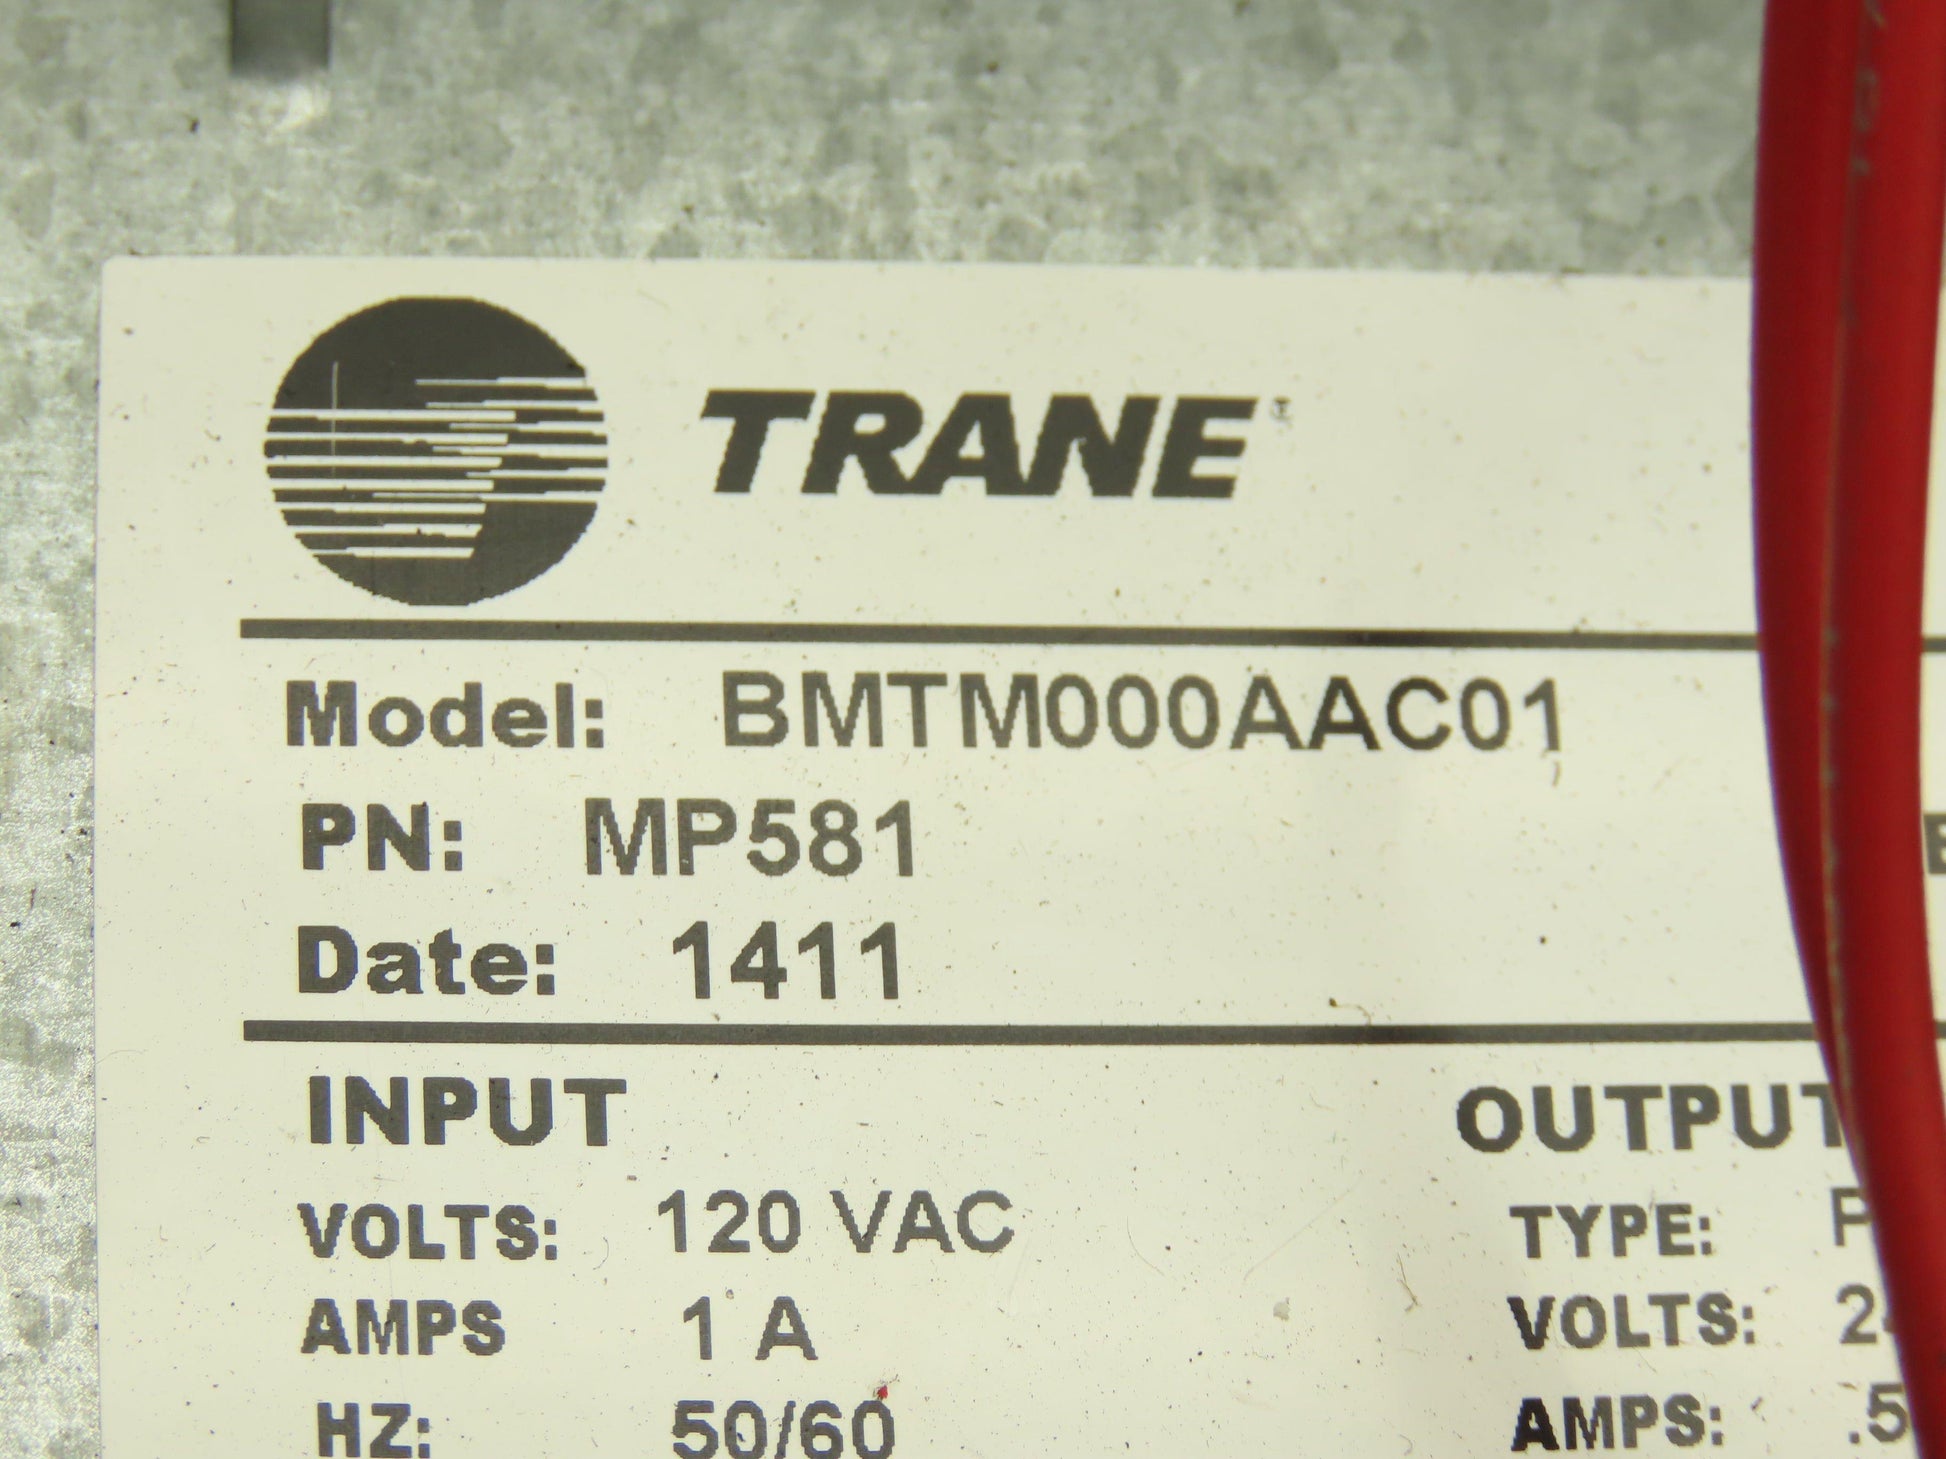 TRANE
Model: BMTM000AAC01
PN: MP581
Date: 1411
INPUT
VOLTS: 120 VAC
AMPS 1 A
HZ: 50/60
OUTPUT
TYPE:
VOLTS:
AMPS: